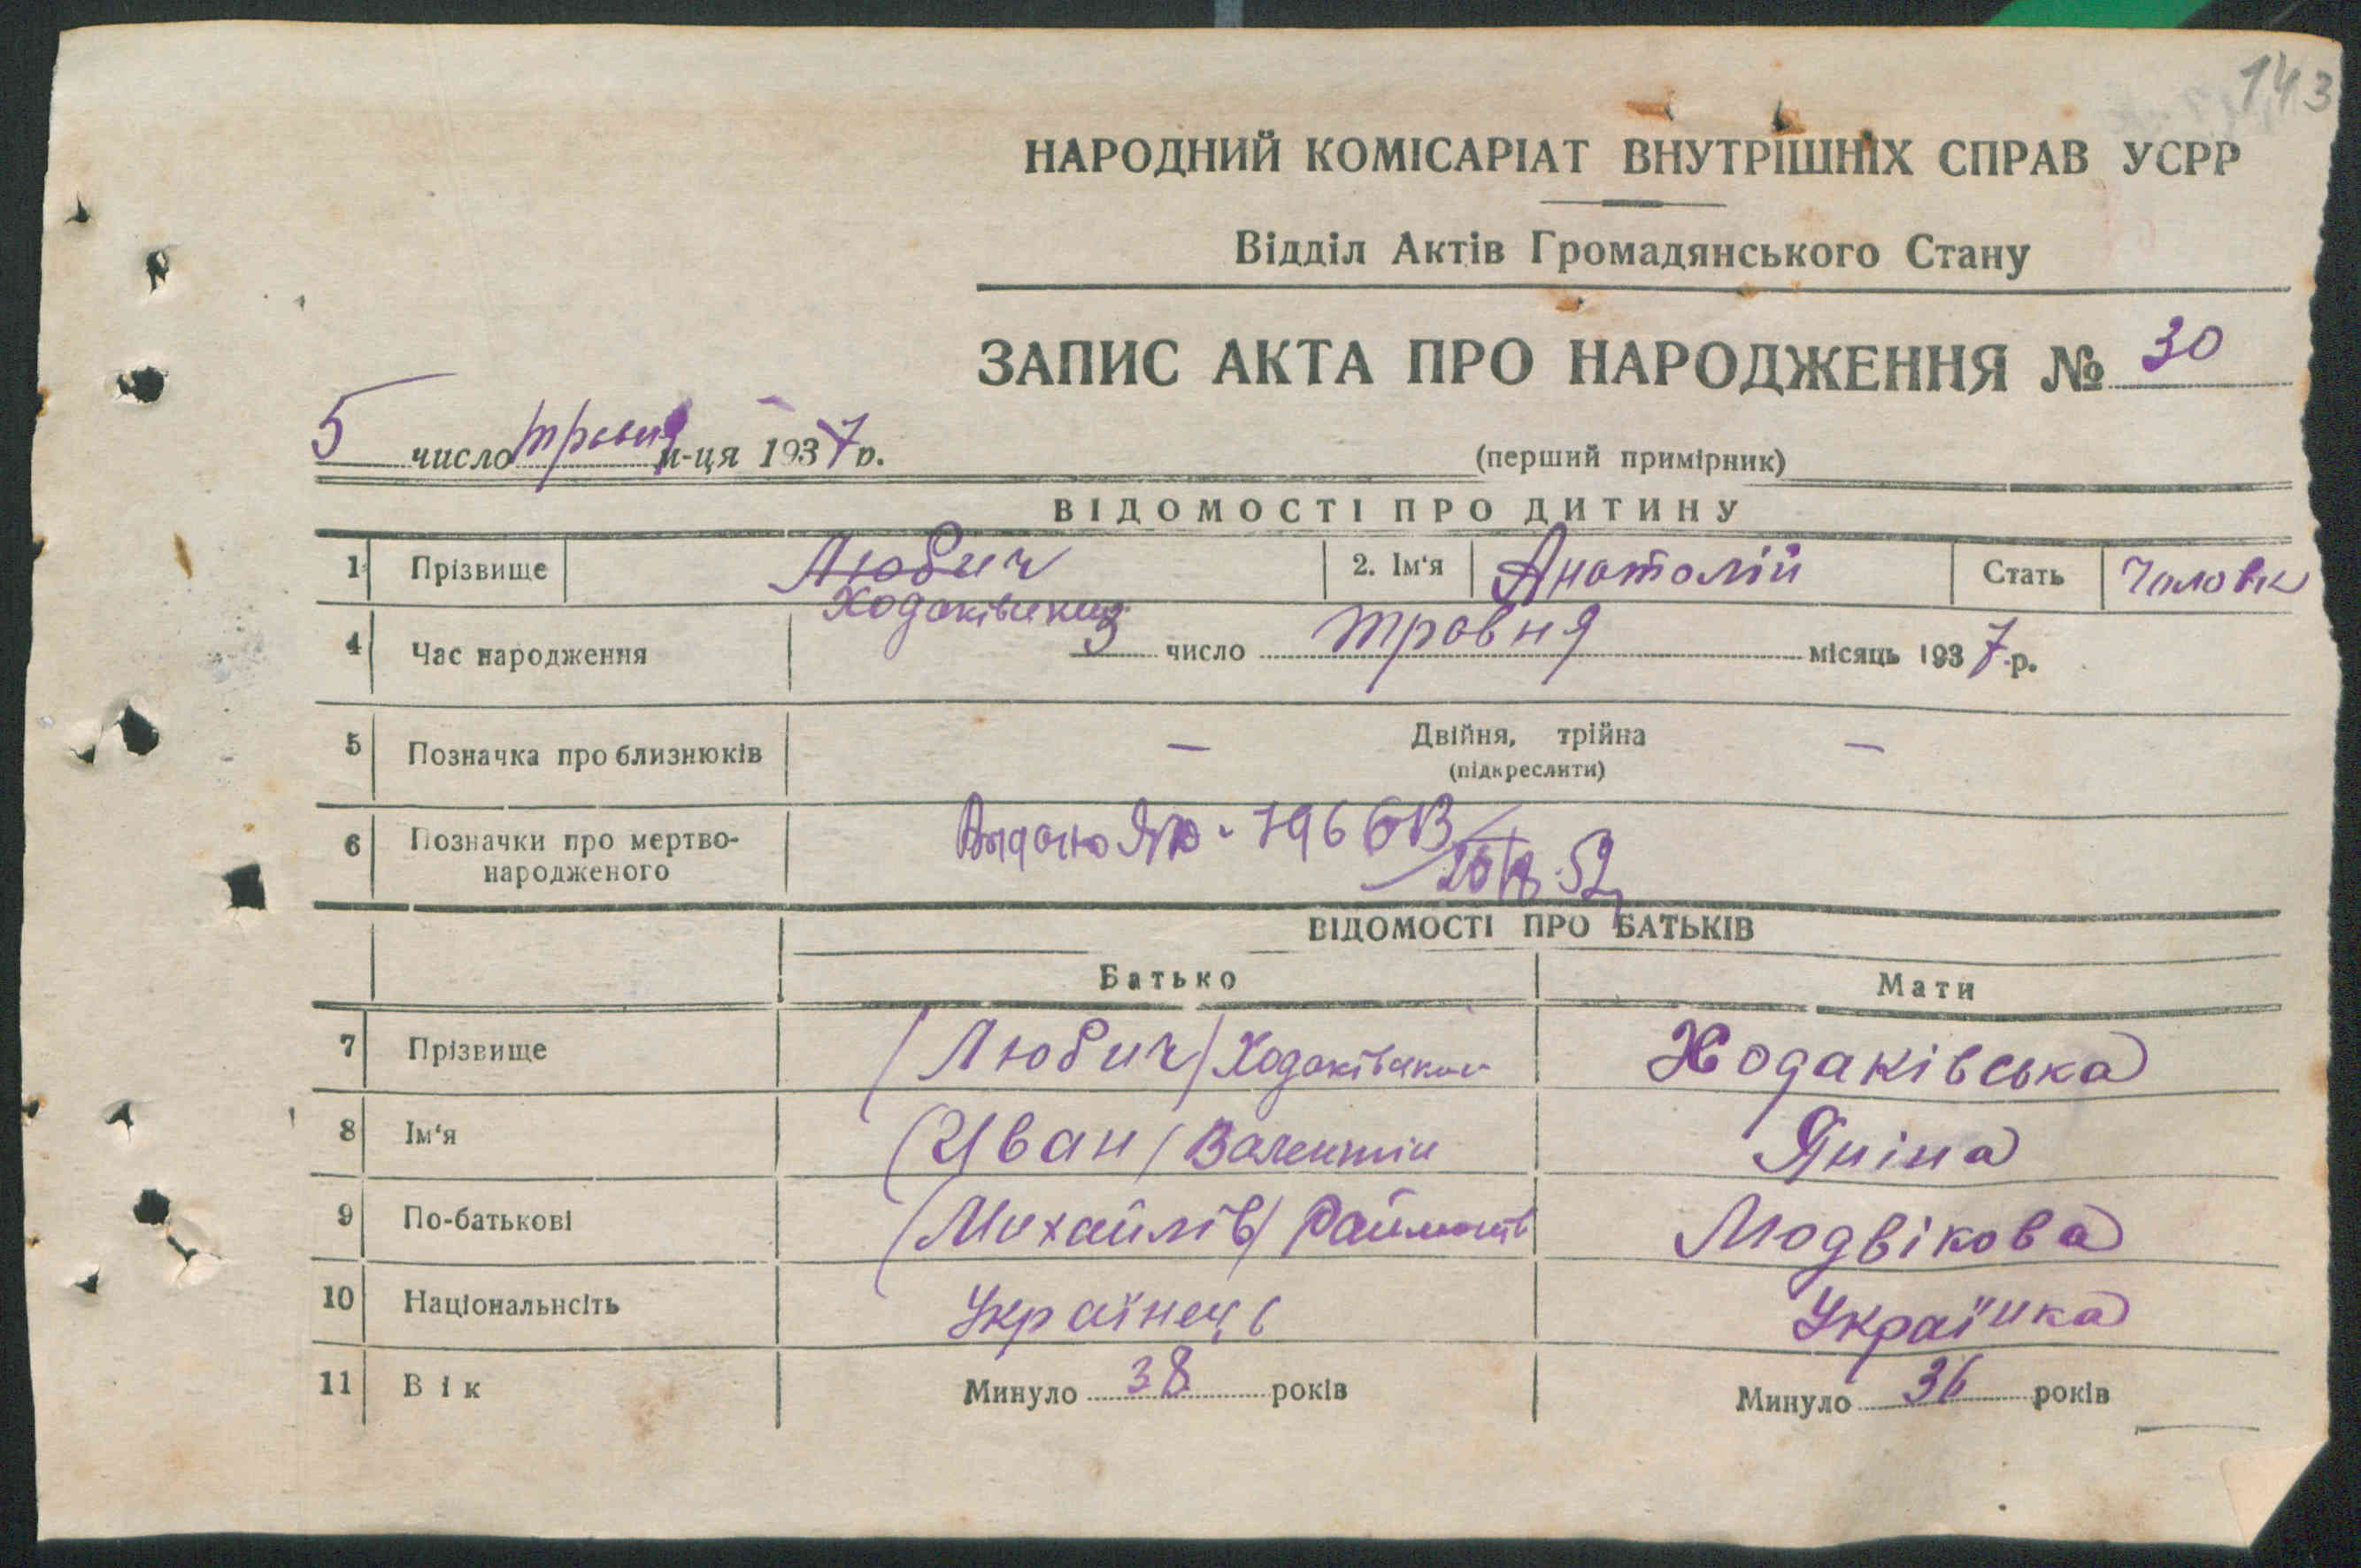 143
НАРОДНИЙ КОМІСАРІАТ ВНУТРІШНІХ СПРАВ УСРР
Відділ Актів Громадянського Стану
ЗАПИС АКТА ПРО НАРОДЖЕННЯ № 30
5 число травня м-ця 1937 р.
(перший примірник)
ВІДОМОСТІ ПРО ДИТИНУ
1 Прізвище Любич 2. Ім'я Анатолій Стать Чоловік
Ходаківський
4 Час народження 3 число травня місяць 1937 р.
5 Позначка про близнюків — Двійня, трійна —
(підкреслити)
6 Позначки про мертво-
народженого
ВІДОМОСТІ ПРО БАТЬКІВ
Батько Мати
7 Прізвище (Любич) Ходаківський Ходаківська
8 Ім'я (Иван) Валентин Яніна
9 По-батькові (Михайлів) Людвікова
10 Національнсіть Українець Українка
11 Вік Минуло 38 років Минуло 36 років